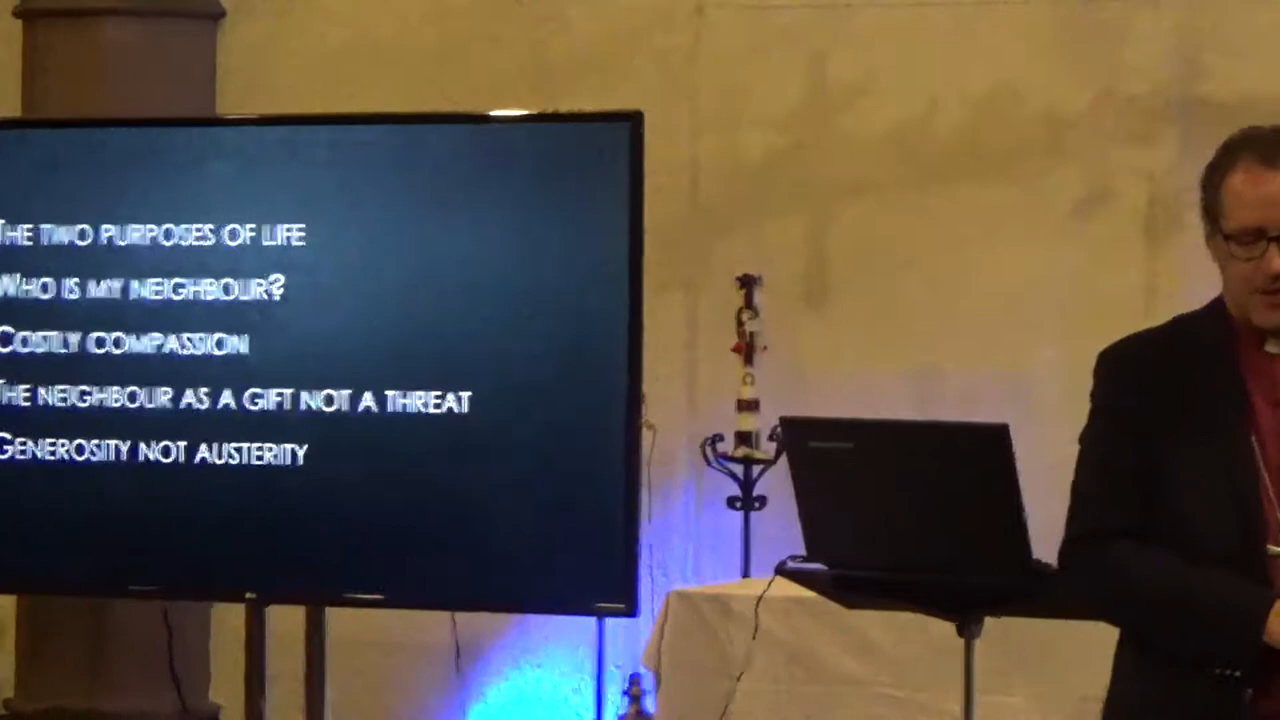 THE TWO PURPOSES OF LIFE
WHO IS MY NEIGHBOUR?
COSTLY COMPASSION
THE NEIGHBOUR AS A GIFT NOT A THREAT
GENEROSITY NOT AUSTERITY